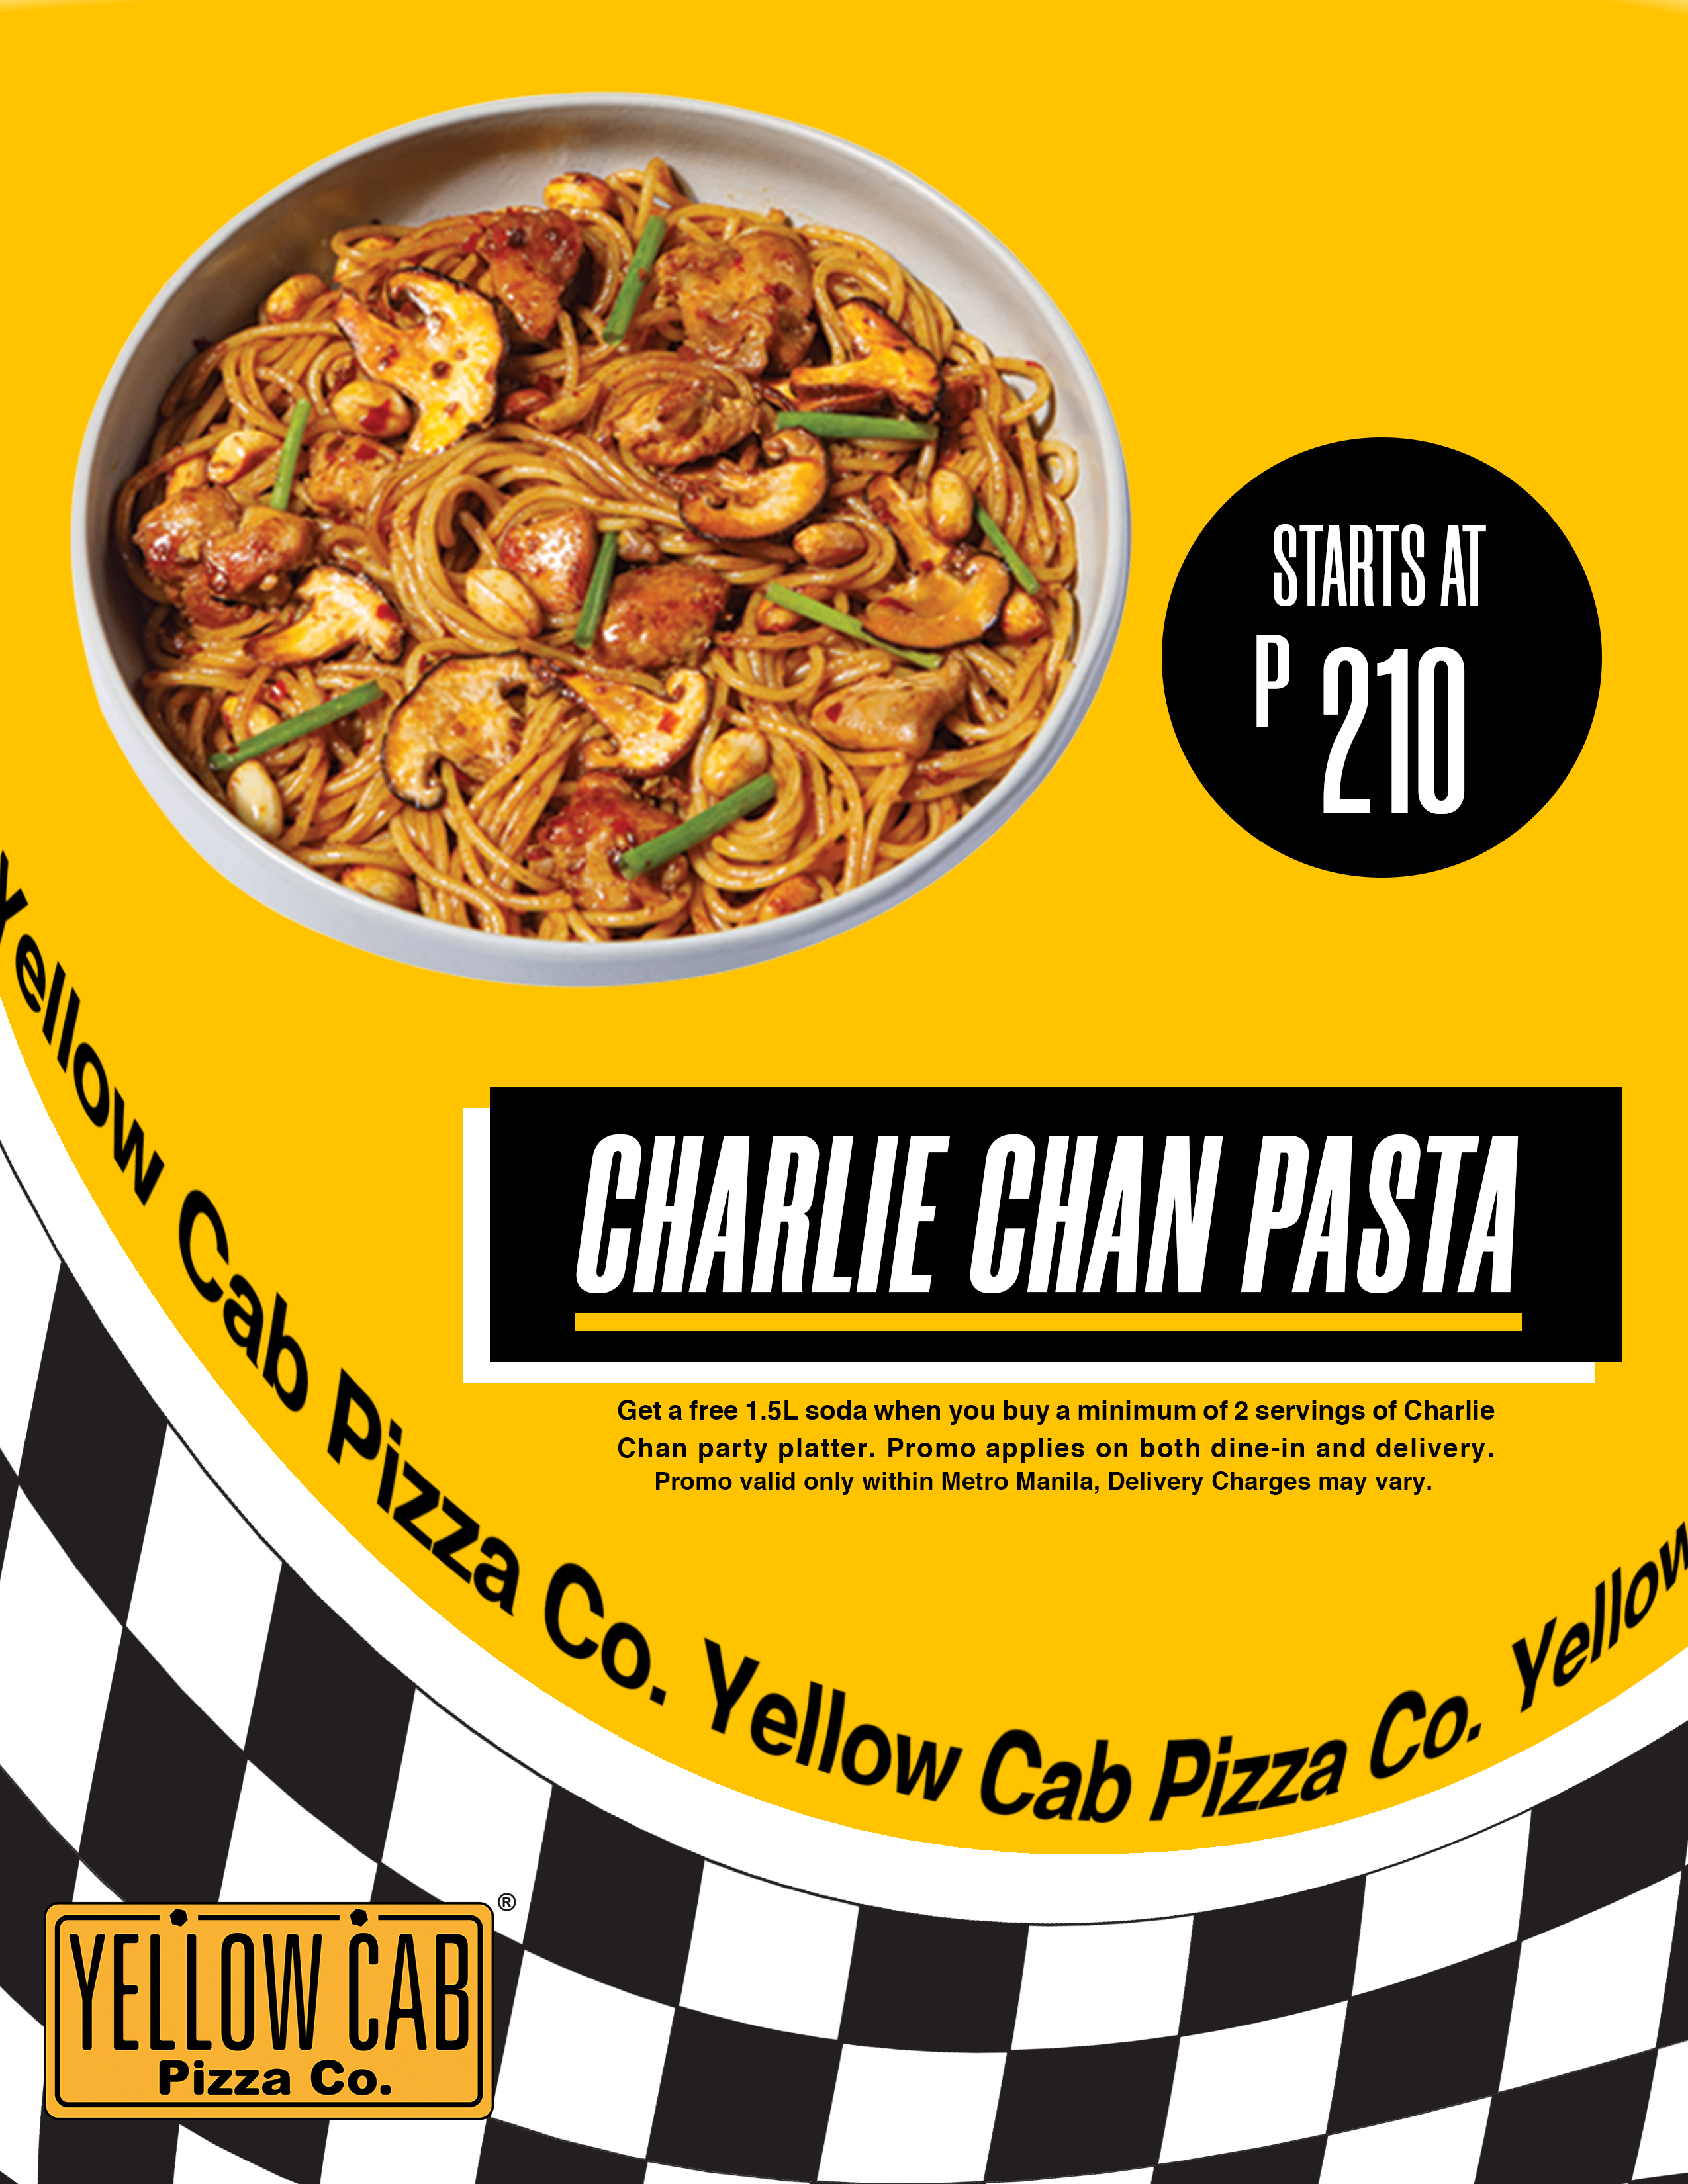 STARTS AT
P 210
CHARLIE CHAN PASTA
Get a free 1.5L soda when you buy a minimum of 2 servings of Charlie
Chan party platter. Promo applies on both dine-in and delivery.
Promo valid only within Metro Manila, Delivery Charges may vary.
Yellow Cab Pizza Co. Yellow Cab Pizza Co. Yellow
YELLOW CAB ®
Pizza Co.